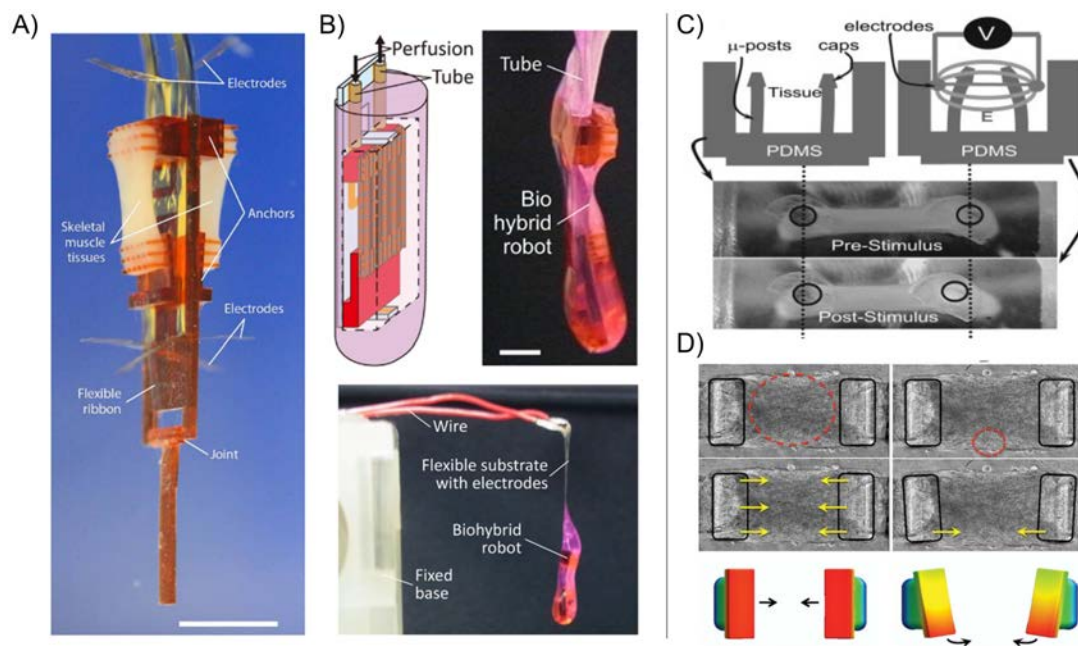 A)
Electrodes
Skeletal
muscle
tissues
Anchors
Electrodes
Flexible
ribbon
Joint
B)
Perfusion
Tube
Tube
Bio
hybrid
robot
Wire
Flexible substrate
with electrodes
Biohybrid
robot
Fixed
base
C)
electrodes
V
μ-posts
caps
Tissue
E
PDMS
PDMS
Pre-Stimulus
Post-Stimulus
D)